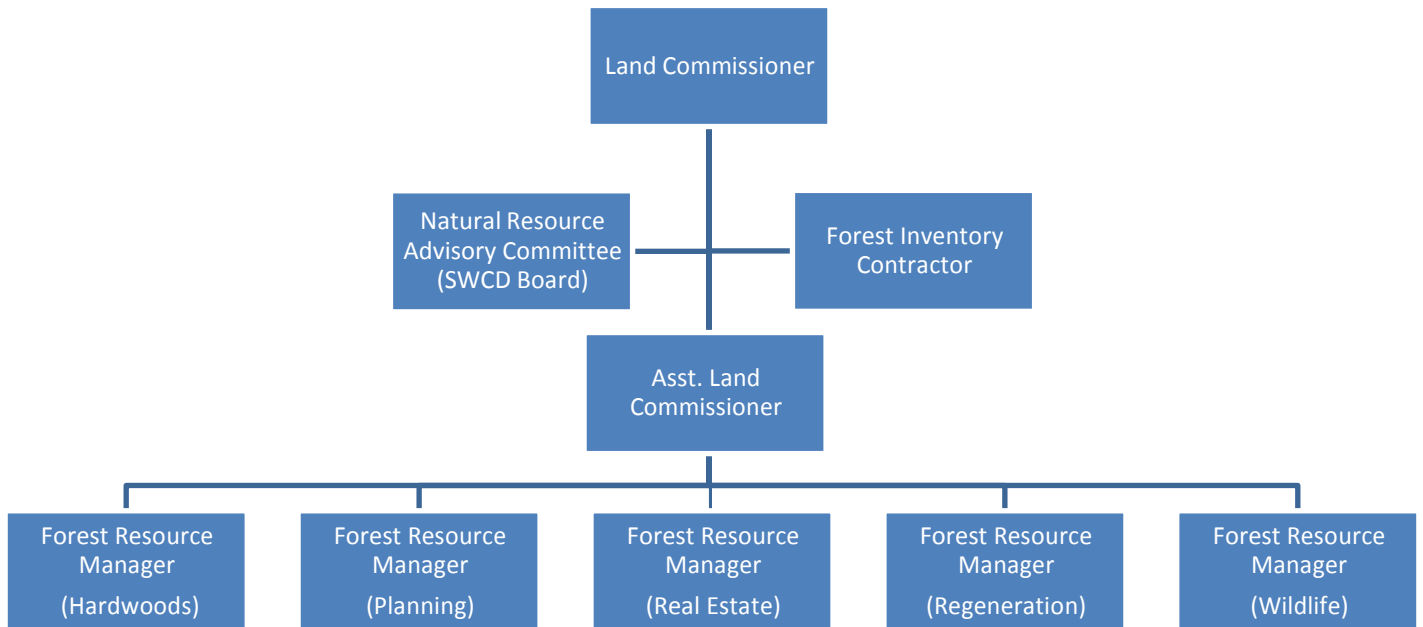 Land Commissioner
Natural Resource
Advisory Committee
(SWCD Board)
Forest Inventory
Contractor
Asst. Land
Commissioner
Forest Resource
Manager
(Hardwoods)
Forest Resource
Manager
(Planning)
Forest Resource
Manager
(Real Estate)
Forest Resource
Manager
(Regeneration)
Forest Resource
Manager
(Wildlife)